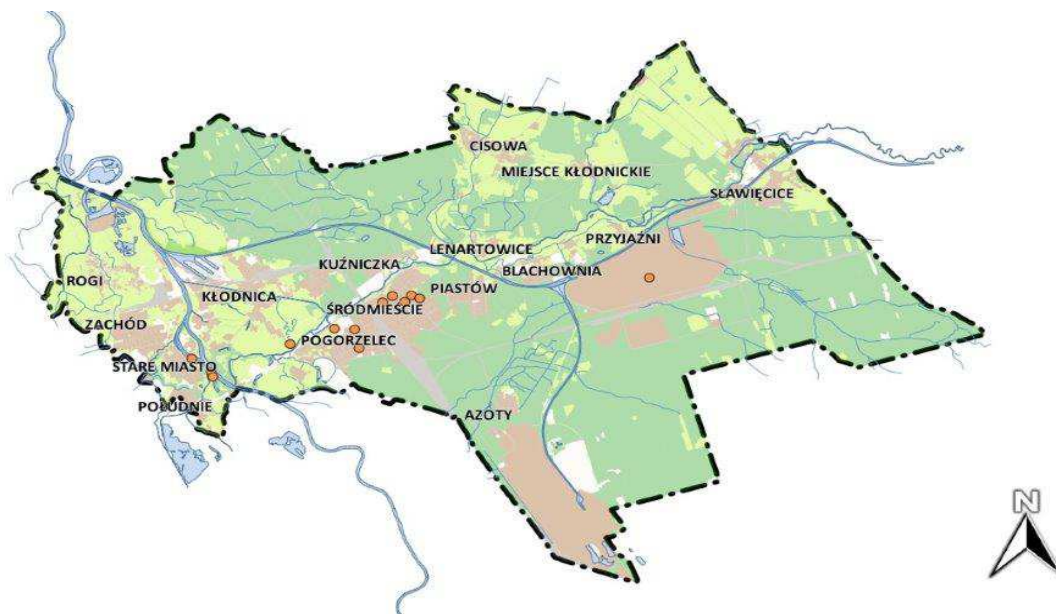 CISOWA
MIEJSCE KŁODNICKIE
SŁAWIĘCICE
PRZYJAŹNI
LENARTOWICE
KUŹNICZKA
BLACHOWNIA
ROGI
PIASTÓW
KŁODNICA
ŚRÓDMIEŚCIE
ZACHÓD
POGORZELEC
STARE MIASTO
POŁUDNIE
AZOTY
N